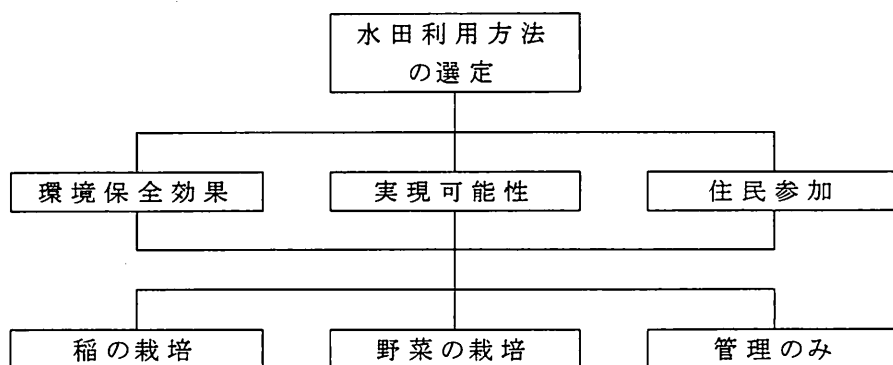 水田利用方法
の選定
環境保全効果
実現可能性
住民参加
稲の栽培
野菜の栽培
管理のみ